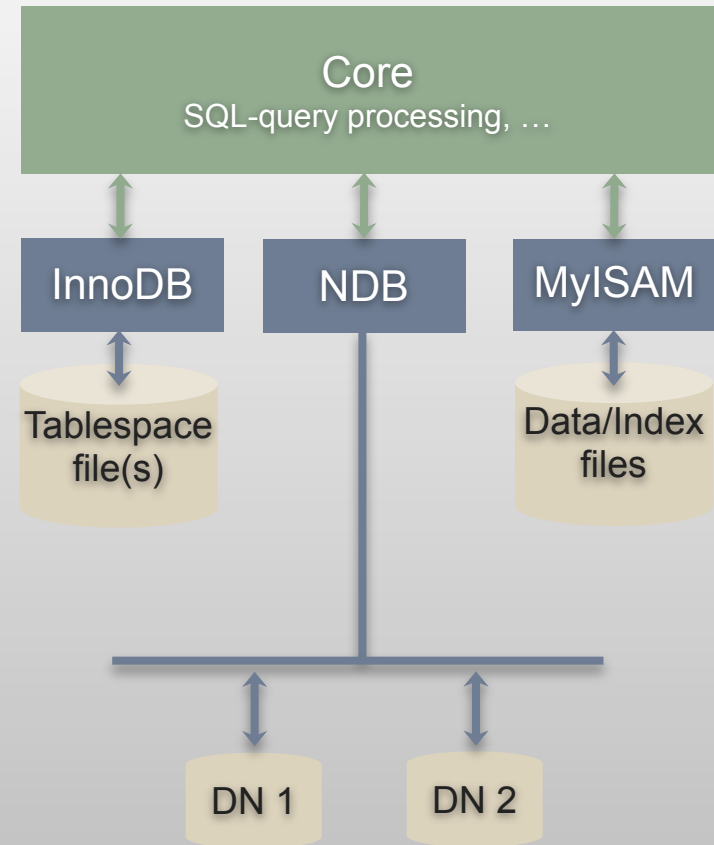 Core
SQL-query processing, …
InnoDB
NDB
MyISAM
Tablespace
file(s)
Data/Index
files
DN 1
DN 2